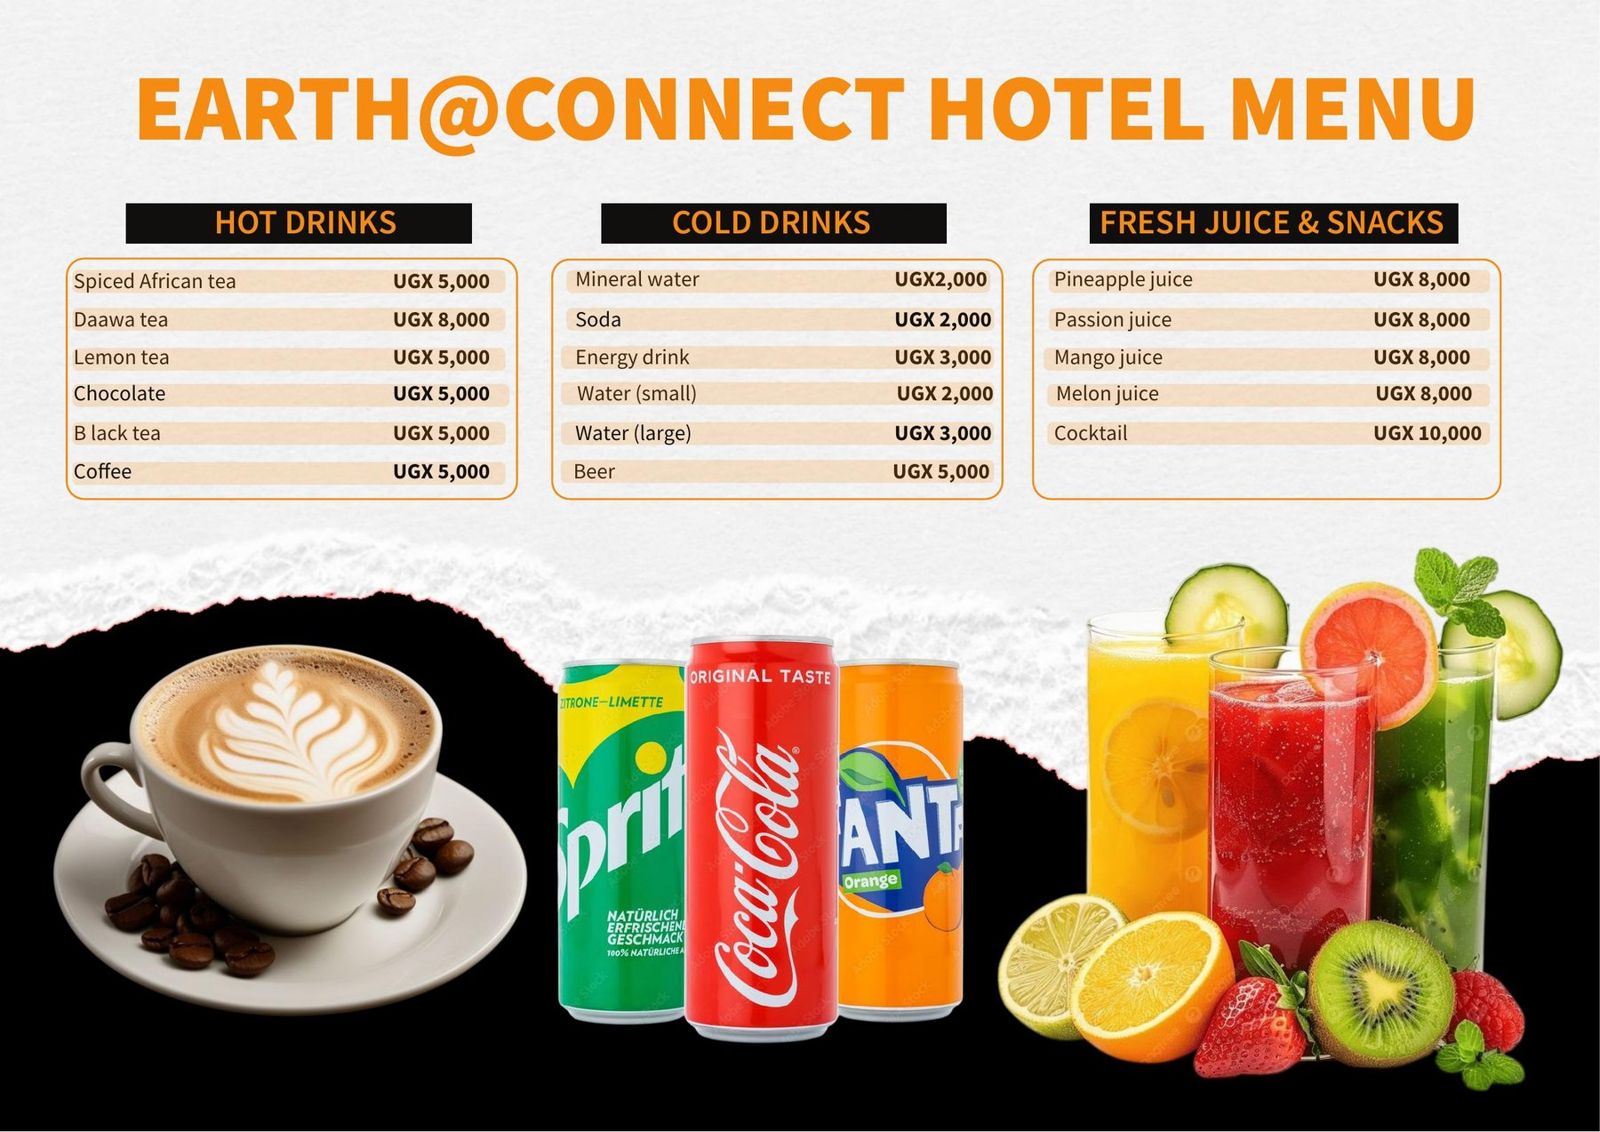 EARTH@CONNECT HOTEL MENU
HOT DRINKS
Spiced African tea UGX 5,000
Daawa tea UGX 8,000
Lemon tea UGX 5,000
Chocolate UGX 5,000
B lack tea UGX 5,000
Coffee UGX 5,000
COLD DRINKS
Mineral water UGX2,000
Soda UGX 2,000
Energy drink UGX 3,000
Water (small) UGX 2,000
Water (large) UGX 3,000
Beer UGX 5,000
FRESH JUICE & SNACKS
Pineapple juice UGX 8,000
Passion juice UGX 8,000
Mango juice UGX 8,000
Melon juice UGX 8,000
Cocktail UGX 10,000
ZITRONE-LIMETTE
Sprit
NATÜRLICH
ERFRISCHEN
GESCHMACK
100% NATÜRLICHE A
ORIGINAL TASTE
Coca-Cola
FANTA
Orange